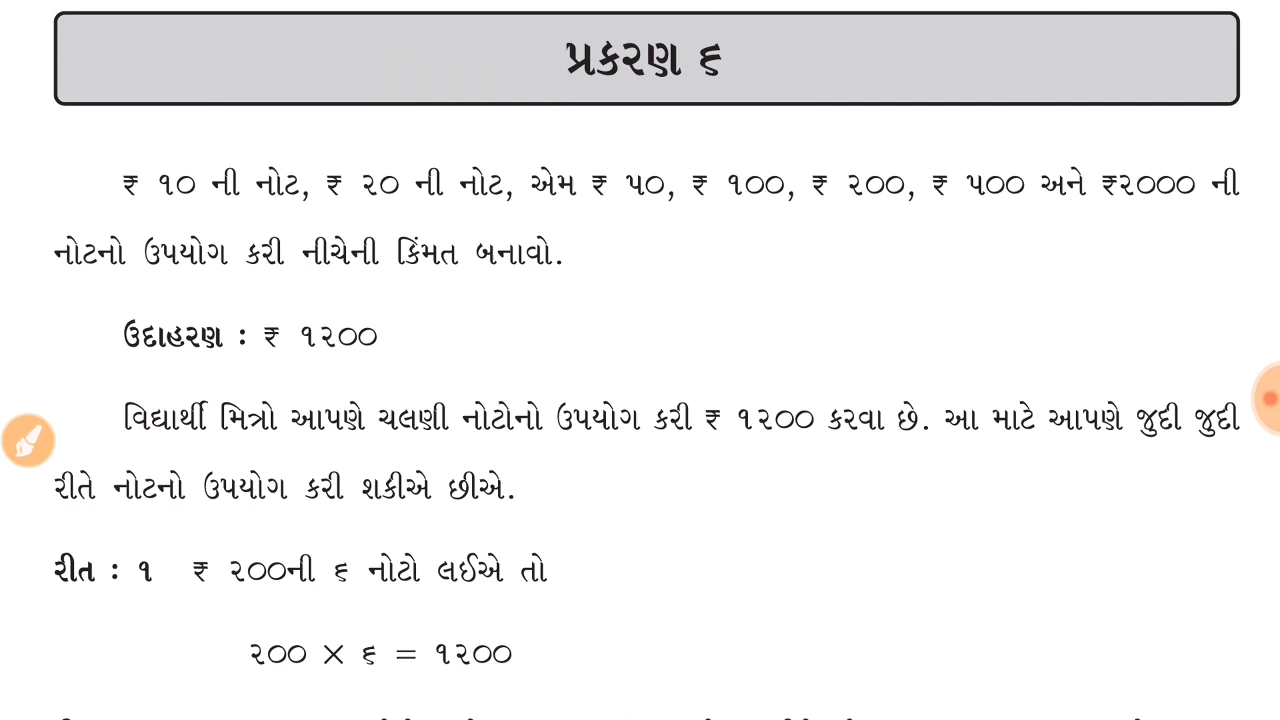 પ્રકરણ ૬
₹ ૧૦ ની નોટ, ₹ ૨૦ ની નોટ, એમ ₹ ૫૦, ₹ ૧૦૦, ₹ ૨૦૦, ₹ ૫૦૦ અને ₹૨૦૦૦ ની
નોટનો ઉપયોગ કરી નીચેની કિંમત બનાવો.
ઉદાહરણ : ₹ ૧૨૦૦
વિદ્યાર્થી મિત્રો આપણે ચલણી નોટોનો ઉપયોગ કરી ₹ ૧૨૦૦ કરવા છે. આ માટે આપણે જુદી જુદી
રીતે નોટનો ઉપયોગ કરી શકીએ છીએ.
રીત : ૧ ₹ ૨૦૦ની ૬ નોટો લઈએ તો
૨૦૦ × ૬ = ૧૨૦૦